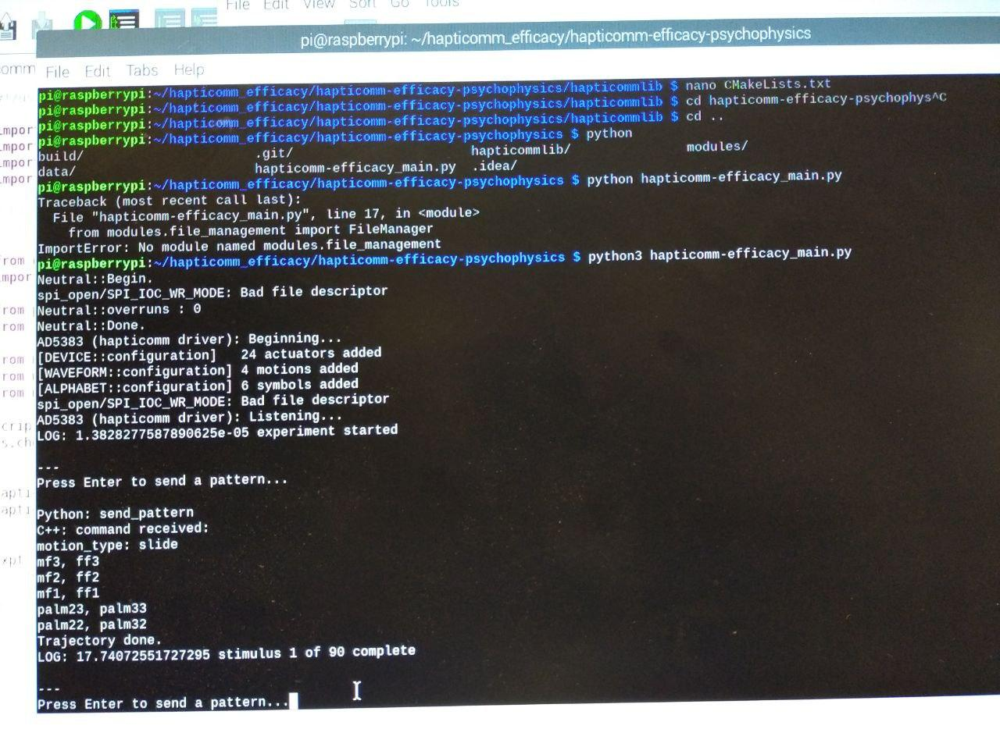 File Edit View Sort Go Tools
pi@raspberrypi: ~/hapticomm_efficacy/hapticomm-efficacy-psychophysics
File Edit Tabs Help
pi@raspberrypi:~/hapticomm_efficacy/hapticomm-efficacy-psychophysics/hapticommlib $ nano CMakeLists.txt
pi@raspberrypi:~/hapticomm_efficacy/hapticomm-efficacy-psychophysics/hapticommlib $ cd hapticomm-efficacy-psychophys^C
pi@raspberrypi:~/hapticomm_efficacy/hapticomm-efficacy-psychophysics/hapticommlib $ cd ..
pi@raspberrypi:~/hapticomm_efficacy/hapticomm-efficacy-psychophysics $ python
build/ .git/ hapticommlib/ modules/
data/ hapticomm-efficacy_main.py .idea/
pi@raspberrypi:~/hapticomm_efficacy/hapticomm-efficacy-psychophysics $ python hapticomm-efficacy_main.py
Traceback (most recent call last):
File "hapticomm-efficacy_main.py", line 17, in <module>
from modules.file_management import FileManager
ImportError: No module named modules.file_management
pi@raspberrypi:~/hapticomm_efficacy/hapticomm-efficacy-psychophysics $ python3 hapticomm-efficacy_main.py
Neutral::Begin.
spi_open/SPI_IOC_WR_MODE: Bad file descriptor
Neutral::overruns : 0
Neutral::Done.
AD5383 (hapticomm driver): Beginning...
[DEVICE::configuration] 24 actuators added
[WAVEFORM::configuration] 4 motions added
[ALPHABET::configuration] 6 symbols added
spi_open/SPI_IOC_WR_MODE: Bad file descriptor
AD5383 (hapticomm driver): Listening...
LOG: 1.3828277587890625e-05 experiment started
---
Press Enter to send a pattern...
Python: send_pattern
C++: command received:
motion_type: slide
mf3, ff3
mf2, ff2
mf1, ff1
palm23, palm33
palm22, palm32
Trajectory done.
LOG: 17.74072551727295 stimulus 1 of 90 complete
---
Press Enter to send a pattern...